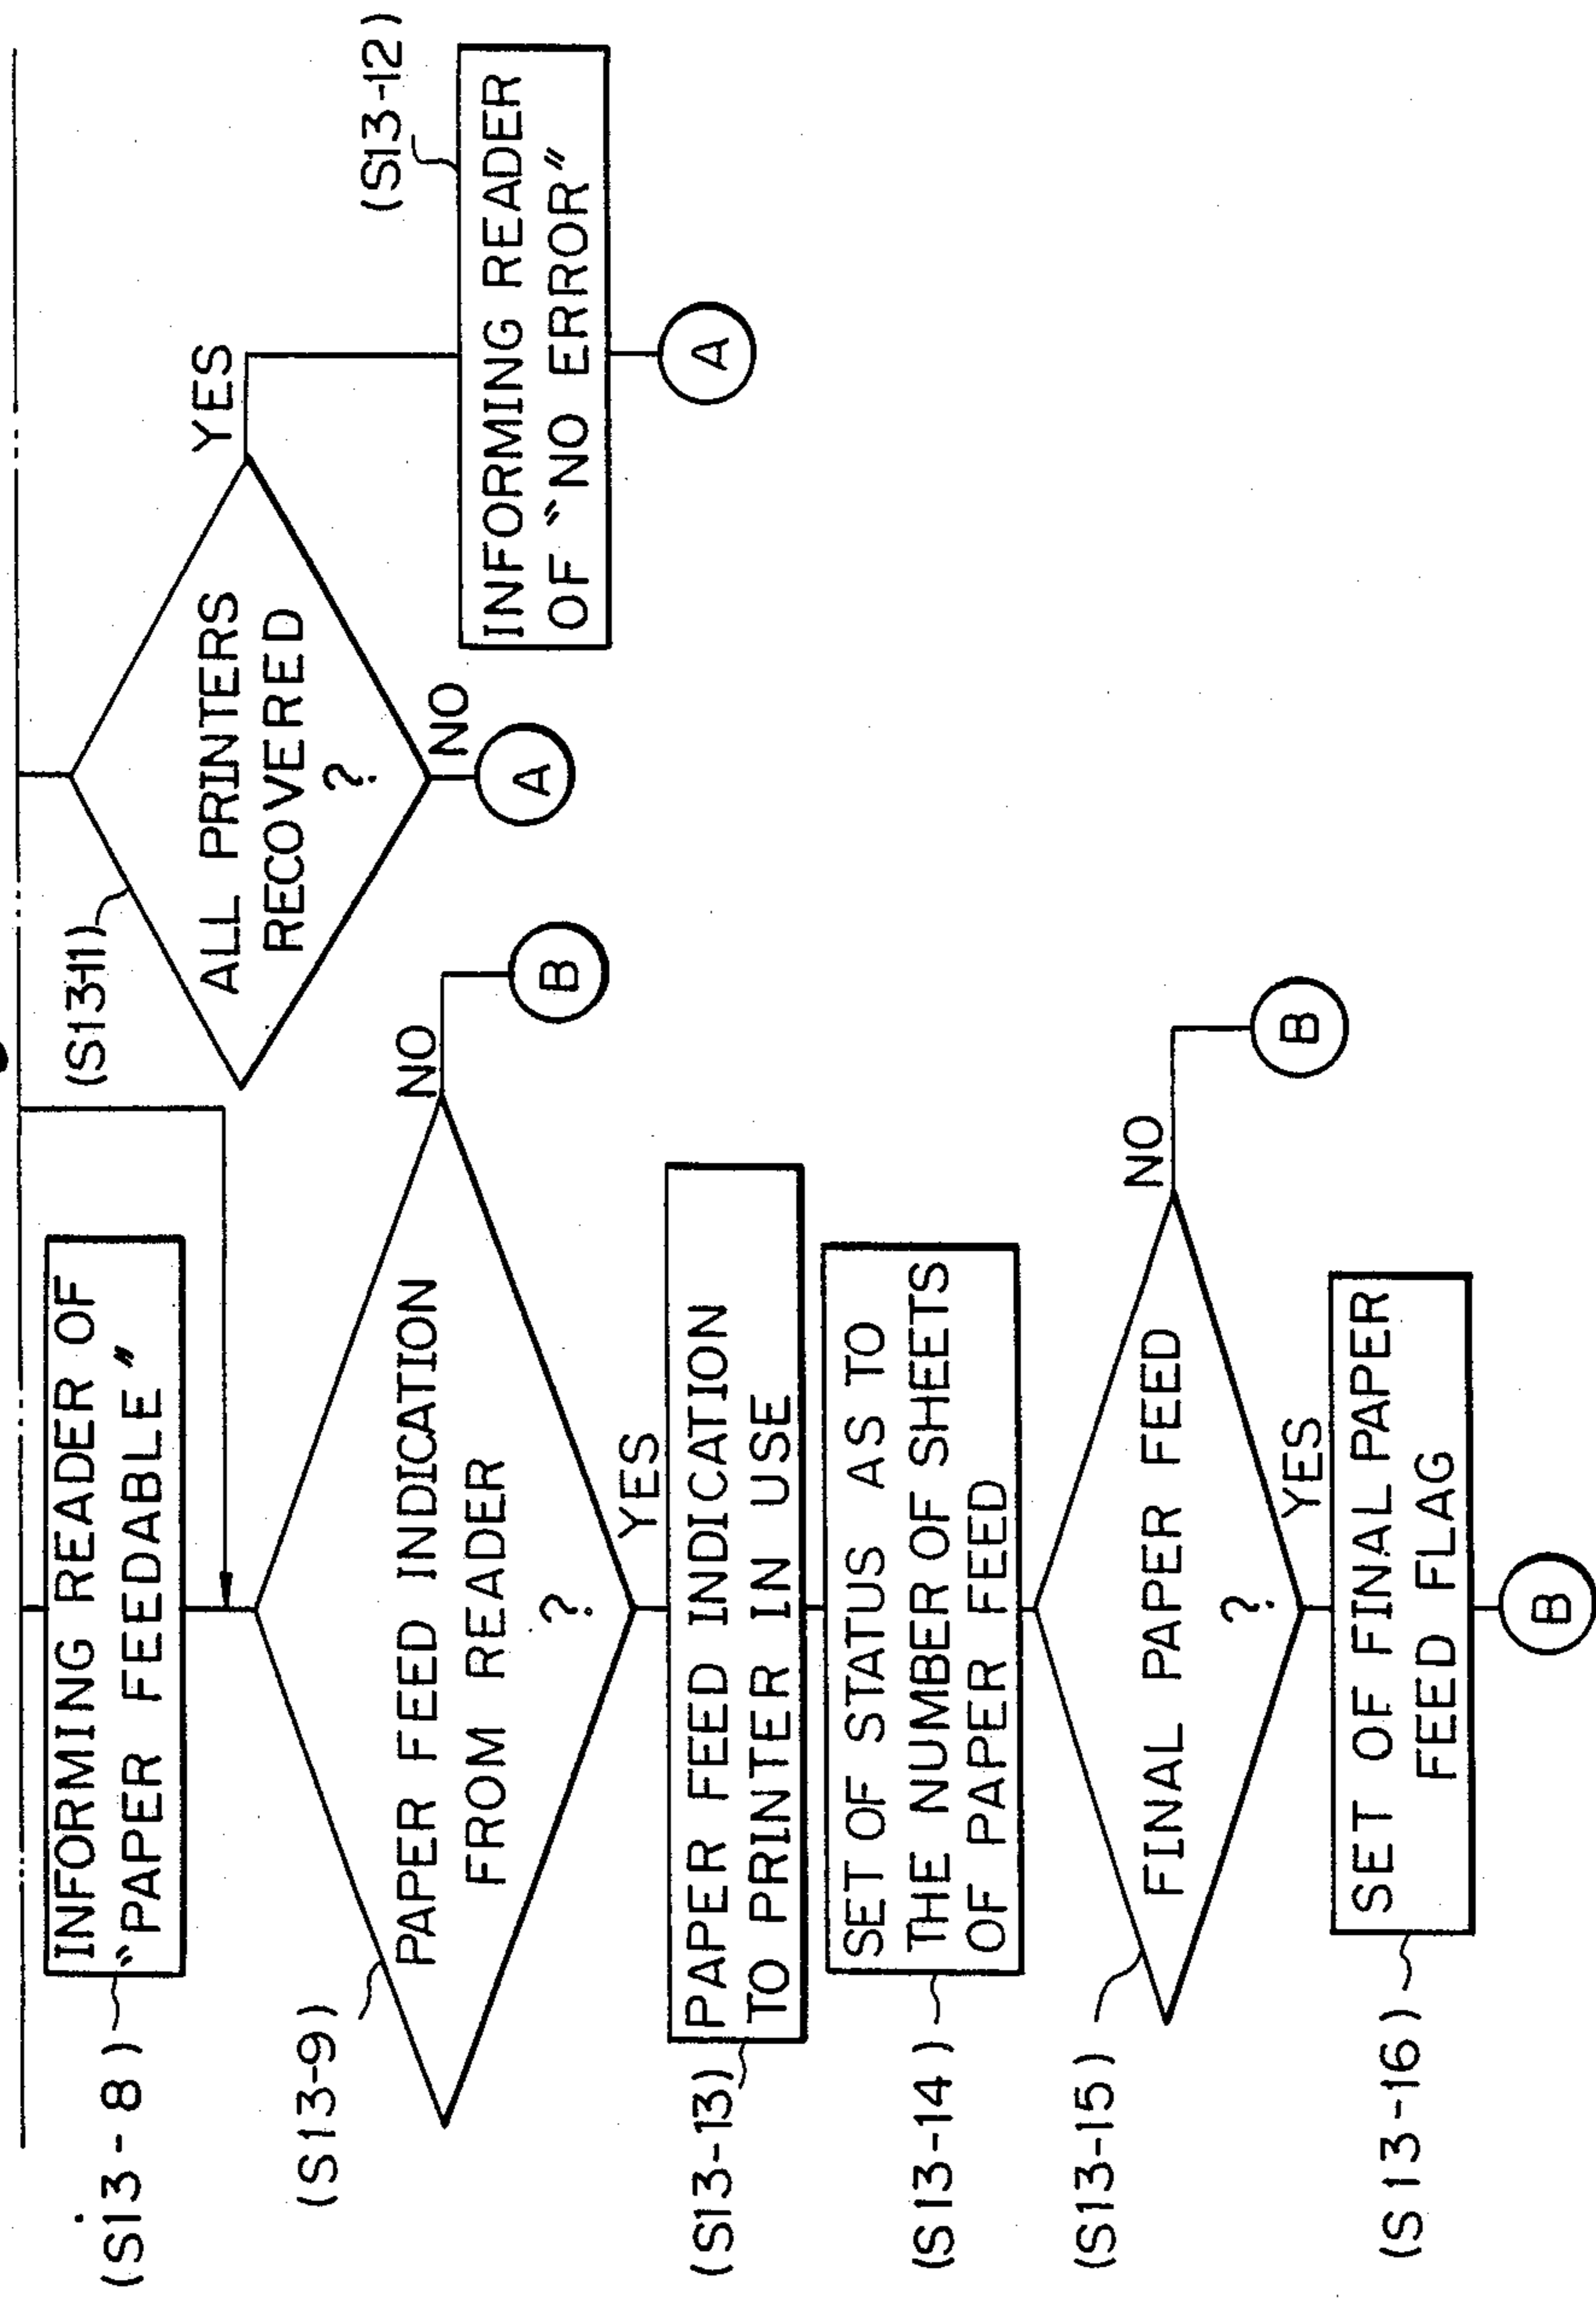 (S13-8)
INFORMING READER OF
“PAPER FEEDABLE”
(S13-9)
PAPER FEED INDICATION
FROM READER
?
NO
B
YES
(S13-13)
PAPER FEED INDICATION
TO PRINTER IN USE
(S13-14)
SET OF STATUS AS TO
THE NUMBER OF SHEETS
OF PAPER FEED
(S13-15)
FINAL PAPER FEED
?
NO
B
YES
(S13-16)
SET OF FINAL PAPER
FEED FLAG
B
(S13-11)
ALL PRINTERS
RECOVERED
?
YES
NO
A
(S13-12)
INFORMING READER
OF “NO ERROR”
A